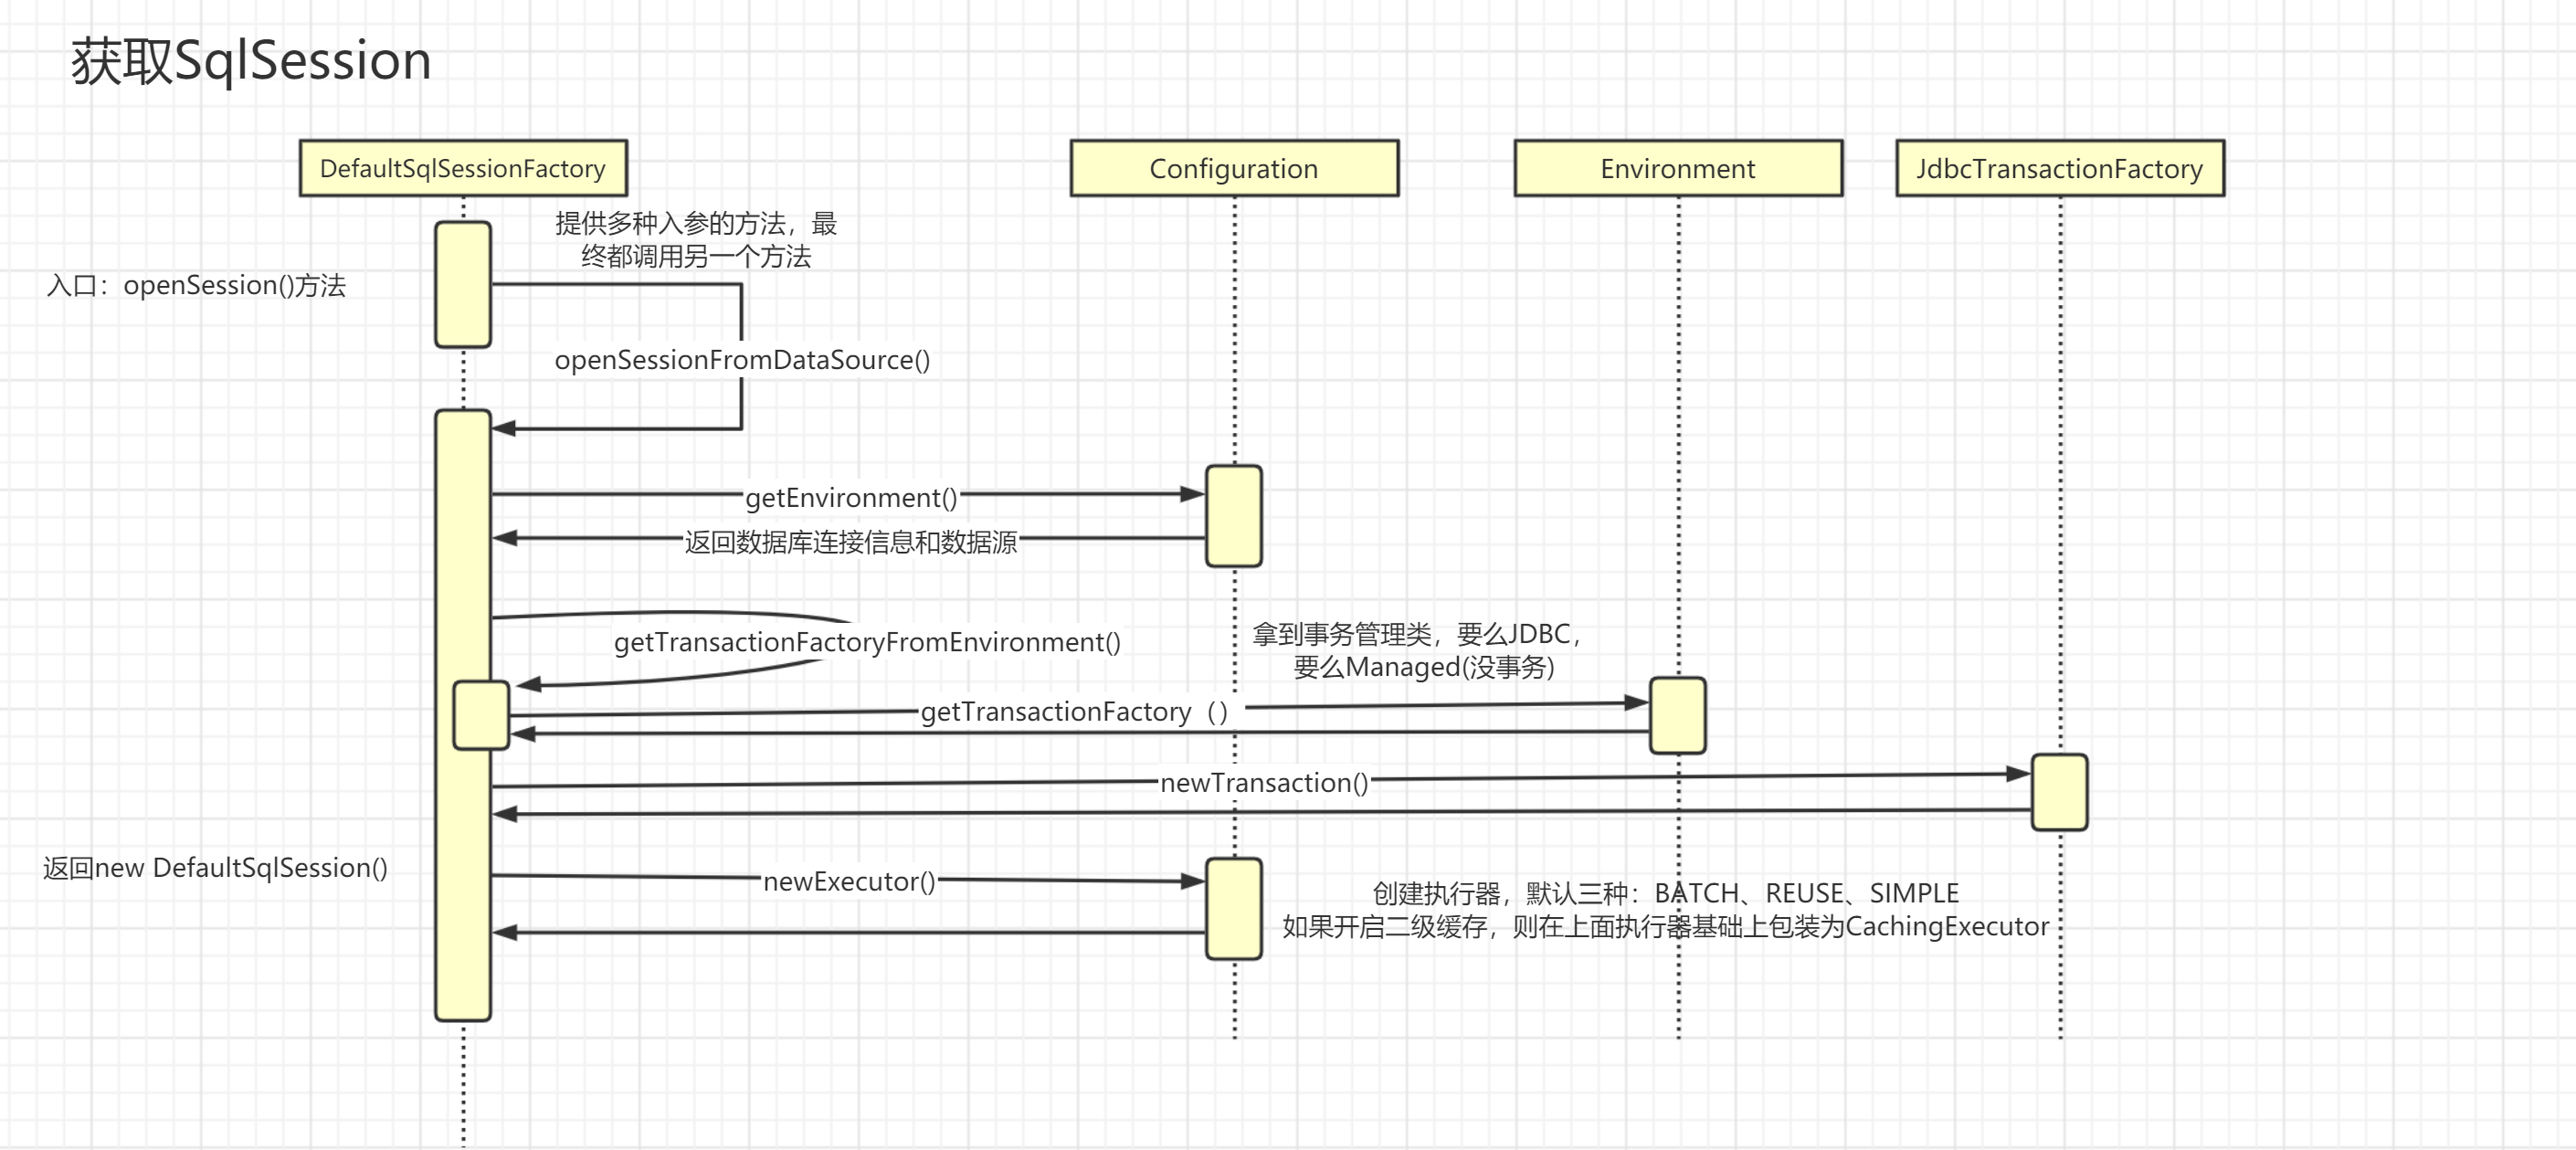 获取SqlSession
DefaultSqlSessionFactory
Configuration
Environment
JdbcTransactionFactory
提供多种入参的方法，最
终都调用另一个方法
入口：openSession()方法
openSessionFromDataSource()
getEnvironment()
返回数据库连接信息和数据源
getTransactionFactoryFromEnvironment()
拿到事务管理类，要么JDBC，
要么Managed(没事务)
getTransactionFactory（）
newTransaction()
返回new DefaultSqlSession()
newExecutor()
创建执行器，默认三种：BATCH、REUSE、SIMPLE
如果开启二级缓存，则在上面执行器基础上包装为CachingExecutor